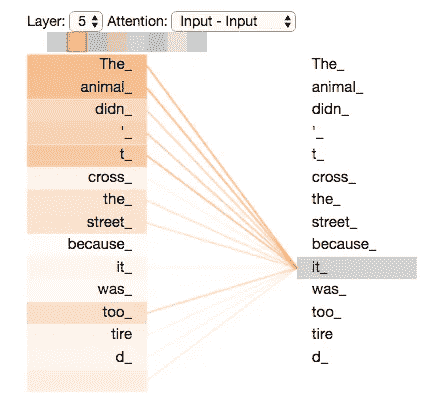 Layer: 5 Attention: Input - Input
The_ The_
animal_ animal_
didn_ didn_
'_ '_
t_ t_
cross_ cross_
the_ the_
street_ street_
because_ because_
it_ it_
was_ was_
too_ too_
tire tire
d_ d_